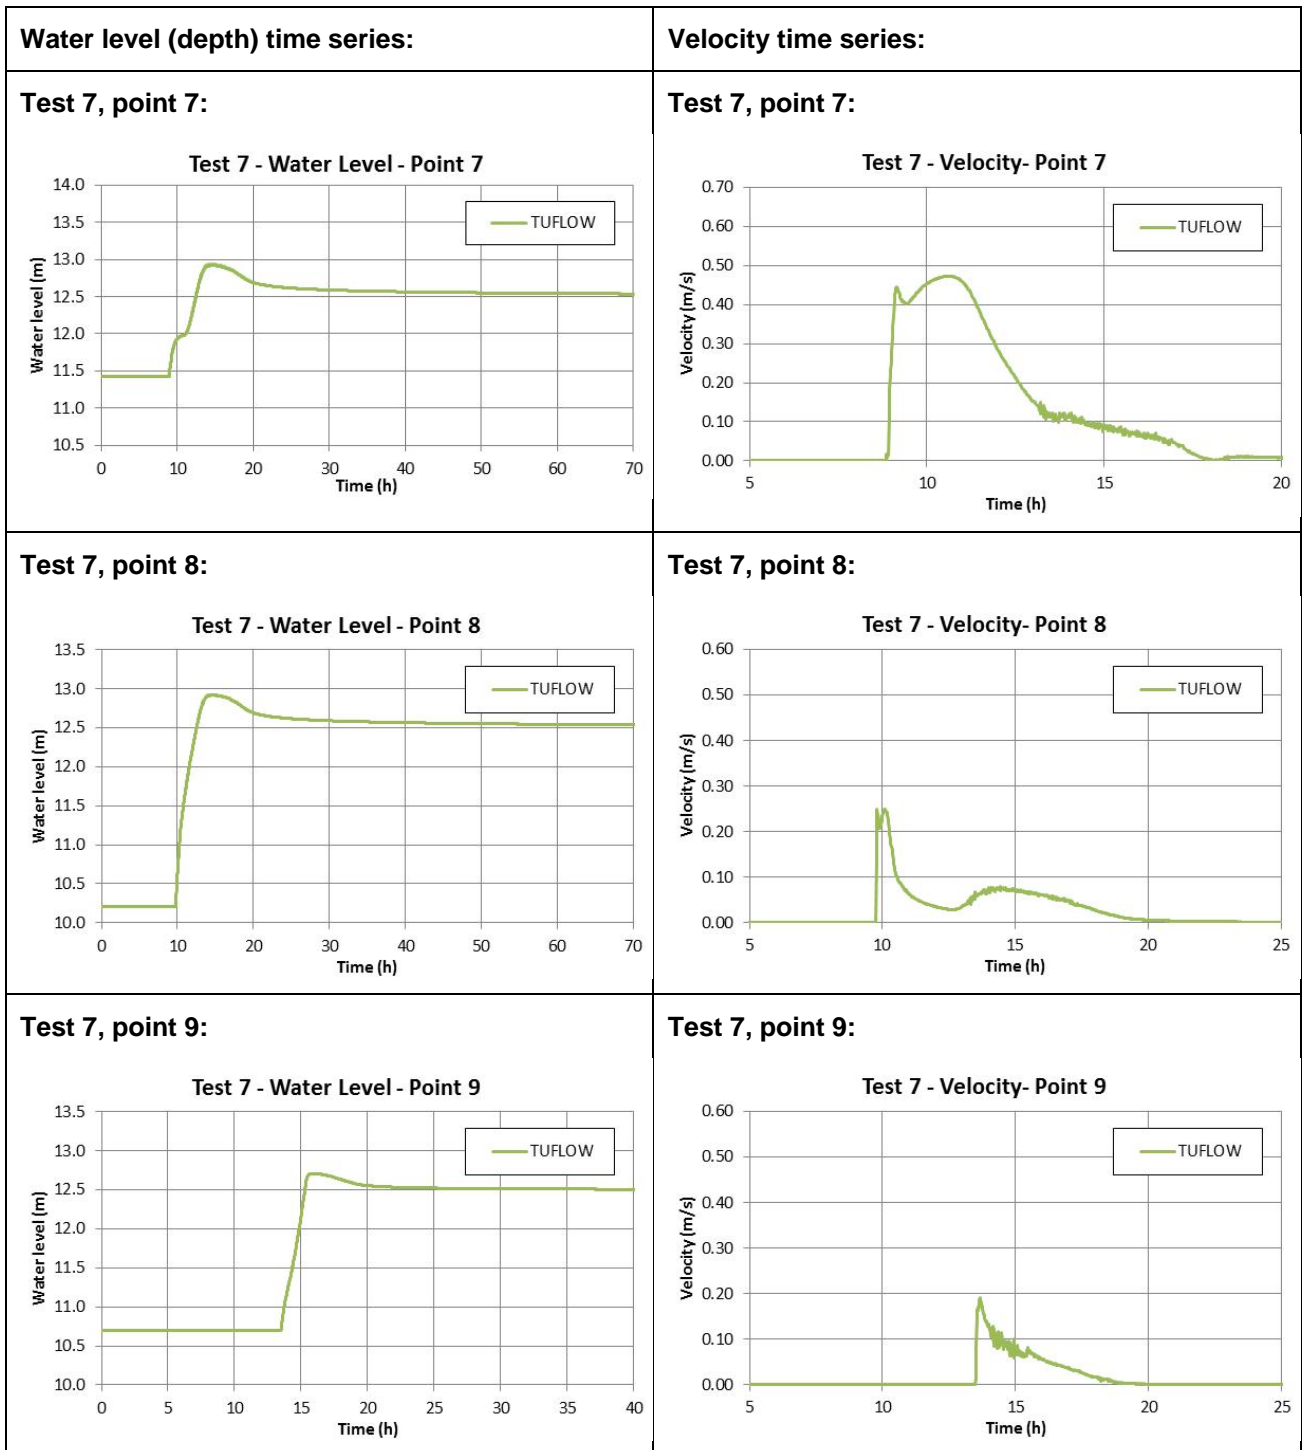 Water level (depth) time series:
Velocity time series:
Test 7, point 7:
Test 7 - Water Level - Point 7
14.0
13.5
13.0
12.5
12.0
11.5
11.0
10.5
Water level (m)
TUFLOW
0 10 20 30 40 50 60 70
Time (h)
Test 7, point 7:
Test 7 - Velocity- Point 7
0.70
0.60
0.50
0.40
0.30
0.20
0.10
0.00
Velocity (m/s)
TUFLOW
5 10 15 20
Time (h)
Test 7, point 8:
Test 7 - Water Level - Point 8
13.5
13.0
12.5
12.0
11.5
11.0
10.5
10.0
Water level (m)
TUFLOW
0 10 20 30 40 50 60 70
Time (h)
Test 7, point 8:
Test 7 - Velocity- Point 8
0.60
0.50
0.40
0.30
0.20
0.10
0.00
Velocity (m/s)
TUFLOW
5 10 15 20 25
Time (h)
Test 7, point 9:
Test 7 - Water Level - Point 9
13.5
13.0
12.5
12.0
11.5
11.0
10.5
10.0
Water level (m)
TUFLOW
0 5 10 15 20 25 30 35 40
Time (h)
Test 7, point 9:
Test 7 - Velocity- Point 9
0.60
0.50
0.40
0.30
0.20
0.10
0.00
Velocity (m/s)
TUFLOW
5 10 15 20 25
Time (h)